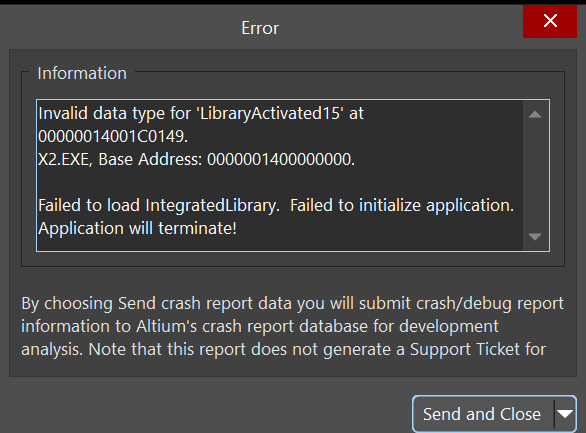 Error
Information
Invalid data type for 'LibraryActivated15' at
00000014001C0149.
X2.EXE, Base Address: 0000001400000000.
Failed to load IntegratedLibrary.  Failed to initialize application.
Application will terminate!
By choosing Send crash report data you will submit crash/debug report
information to Altium's crash report database for development
analysis. Note that this report does not generate a Support Ticket for
Send and Close